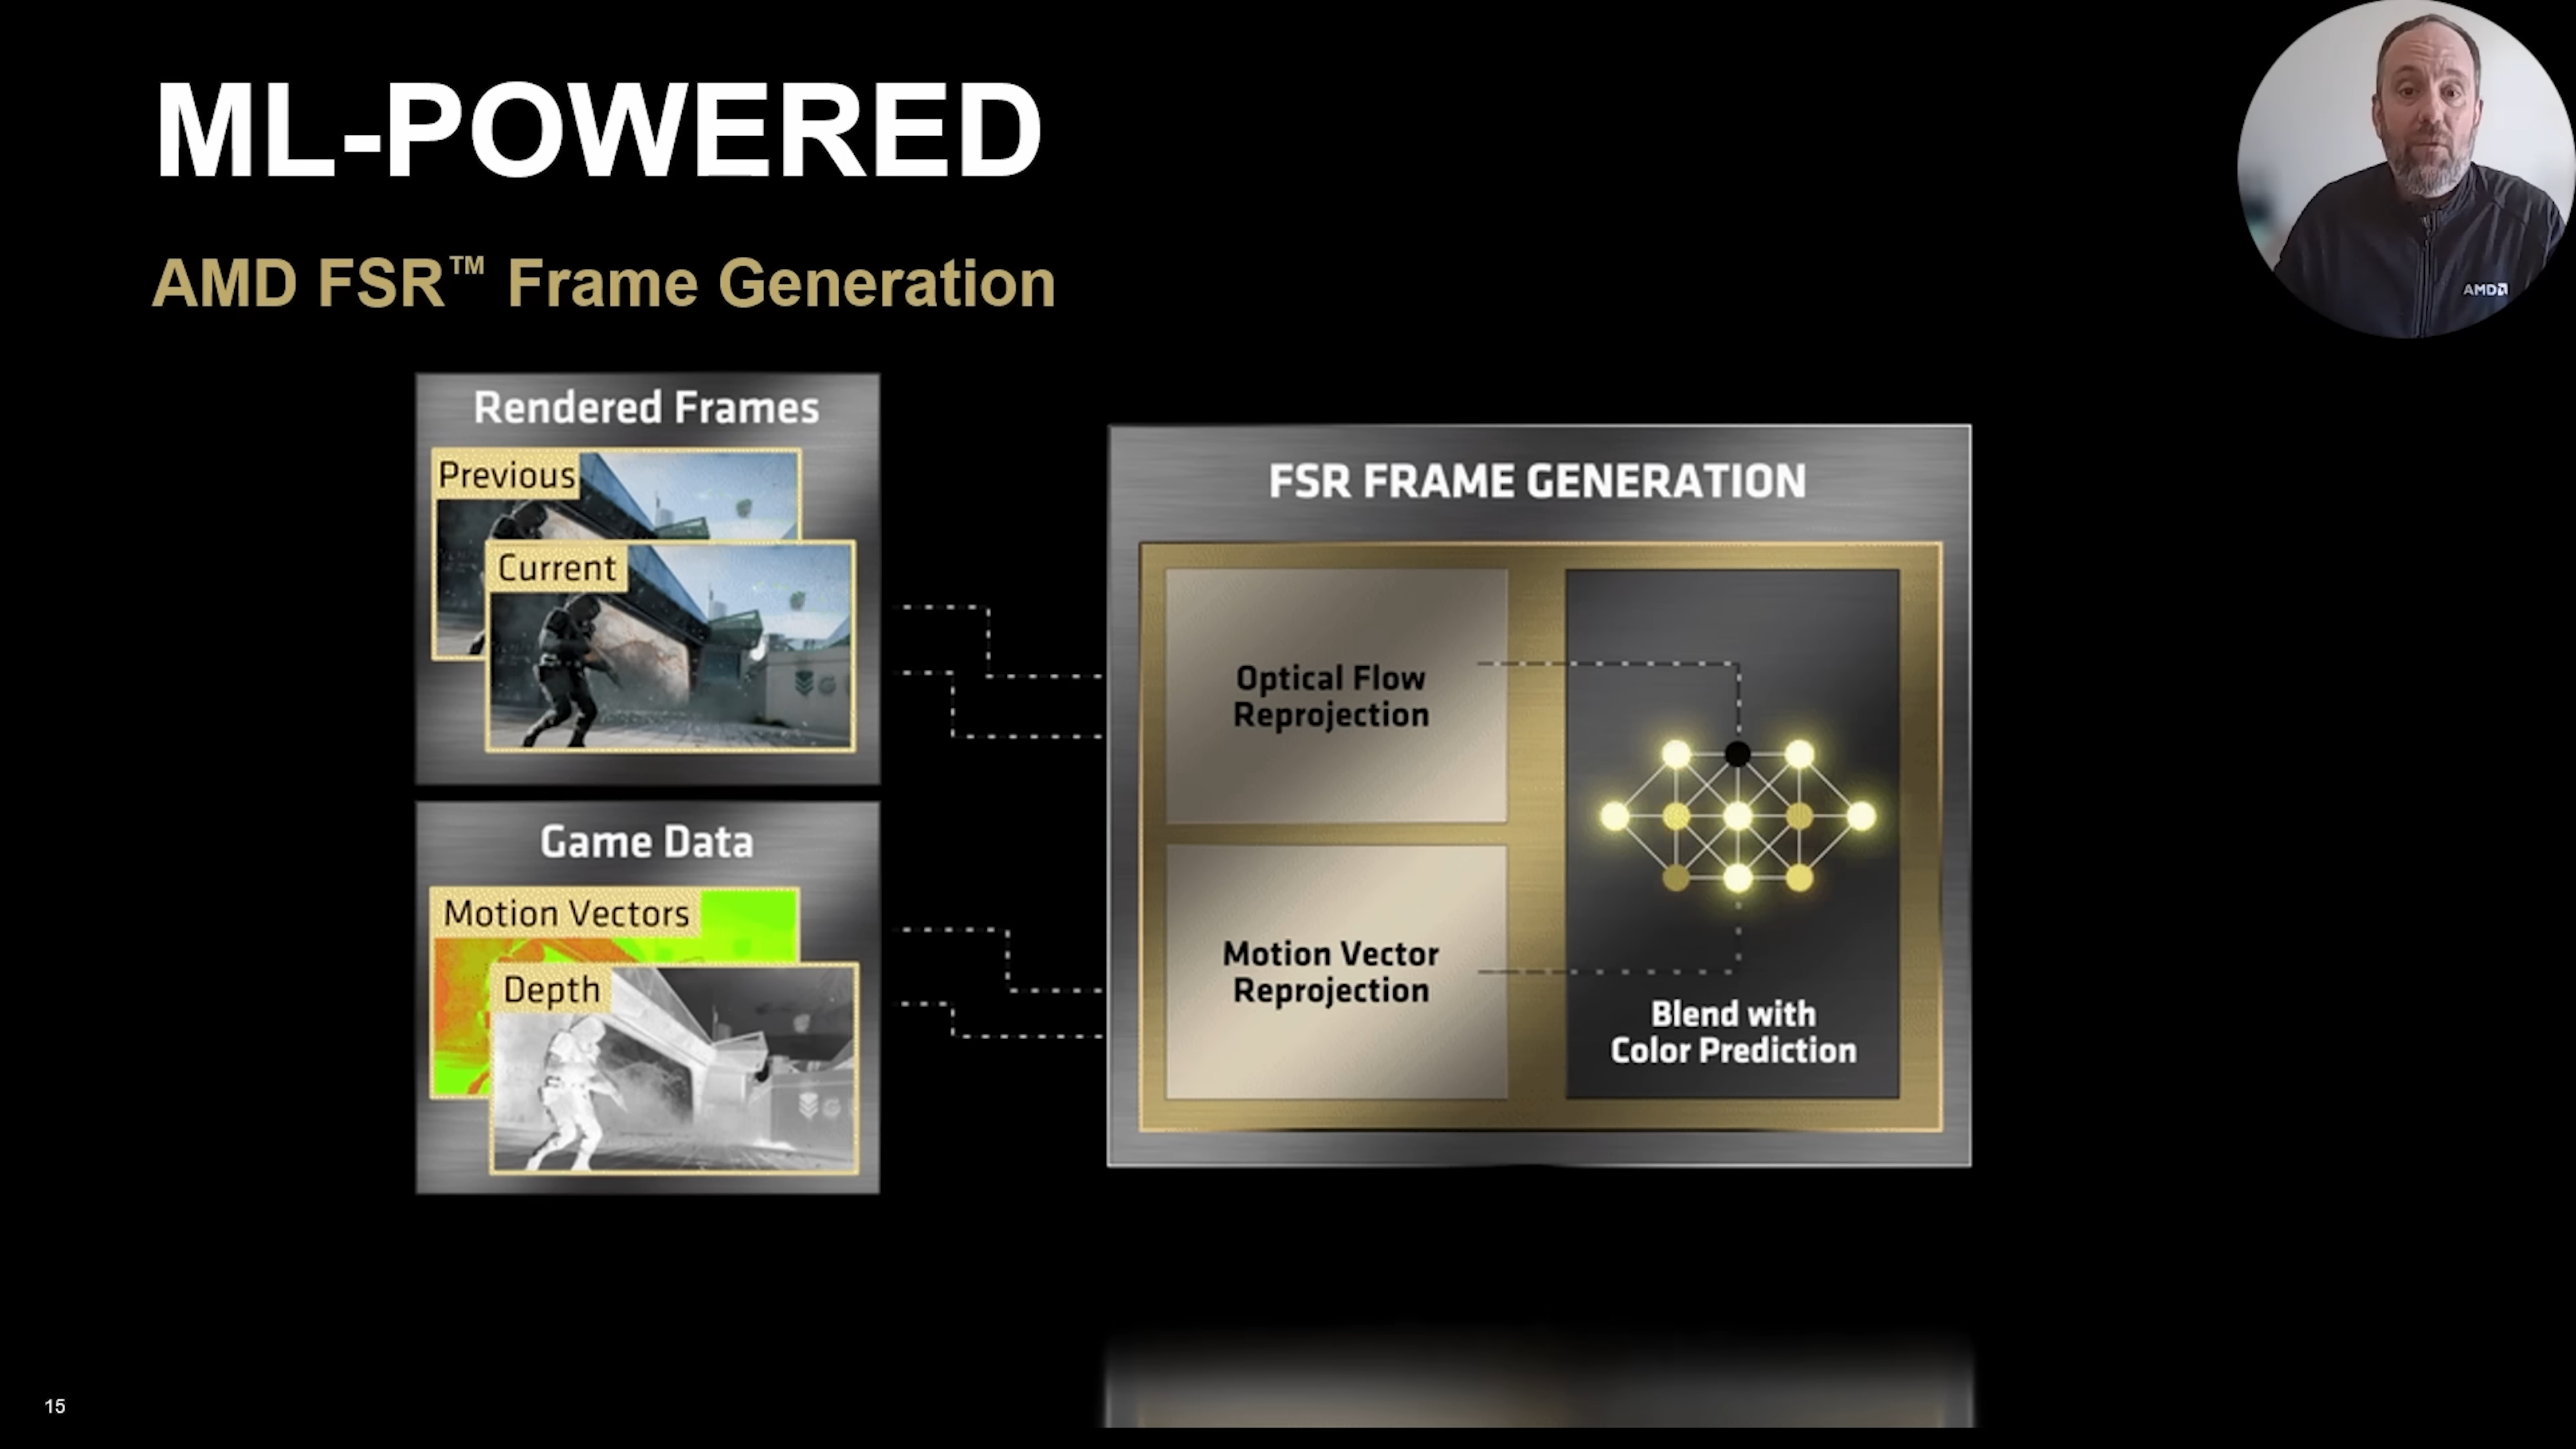 ML-POWERED
AMD FSR™ Frame Generation
AMD
Rendered Frames
Previous
Current
Game Data
Motion Vectors
Depth
FSR FRAME GENERATION
Optical Flow
Reprojection
Motion Vector
Reprojection
Blend with
Color Prediction
15